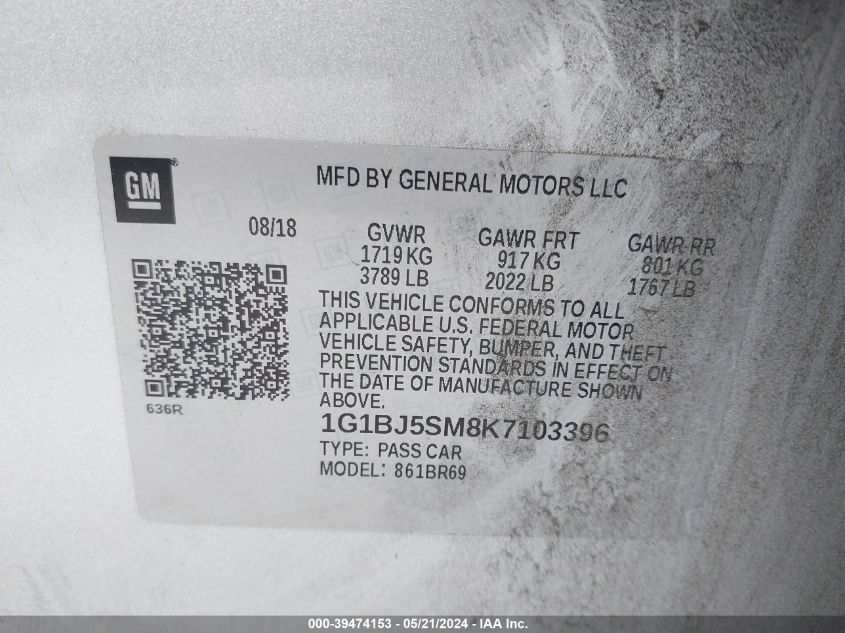 GM
MFD BY GENERAL MOTORS LLC
08/18
GVWR
1719 KG
3789 LB
GAWR FRT
917 KG
2022 LB
GAWR RR
801 KG
1767 LB
THIS VEHICLE CONFORMS TO ALL
APPLICABLE U.S. FEDERAL MOTOR
VEHICLE SAFETY, BUMPER, AND THEFT
PREVENTION STANDARDS IN EFFECT ON
THE DATE OF MANUFACTURE SHOWN
ABOVE.
636R
1G1BJ5SM8K7103396
TYPE: PASS CAR
MODEL: 861BR69
000-39474153 - 05/21/2024 - IAA Inc.